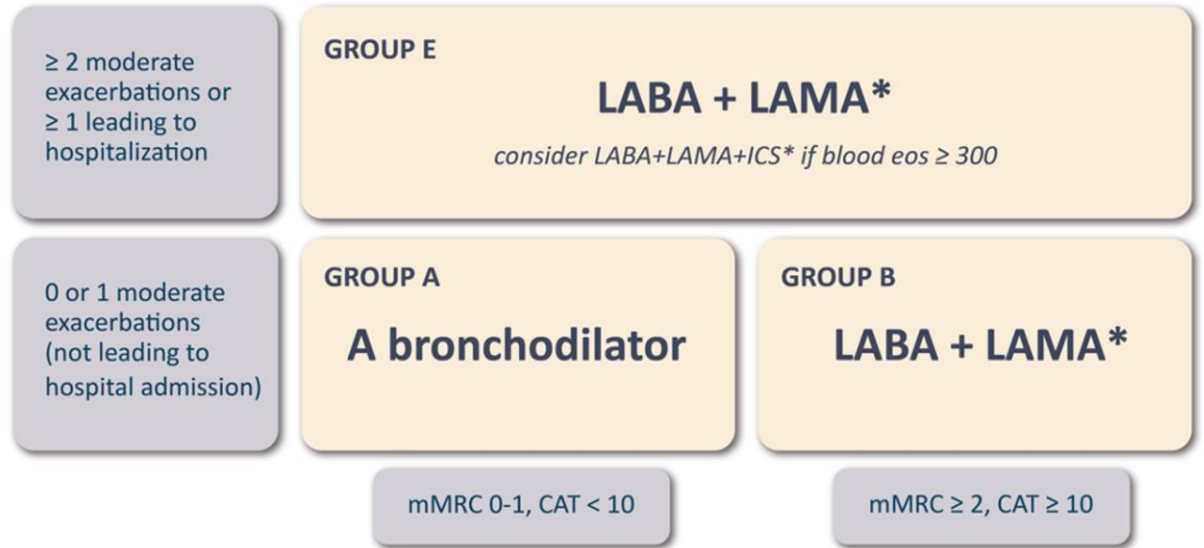 ≥ 2 moderate
exacerbations or
≥ 1 leading to
hospitalization
GROUP E
LABA + LAMA*
consider LABA+LAMA+ICS* if blood eos ≥ 300
0 or 1 moderate
exacerbations
(not leading to
hospital admission)
GROUP A
A bronchodilator
GROUP B
LABA + LAMA*
mMRC 0-1, CAT < 10
mMRC ≥ 2, CAT ≥ 10